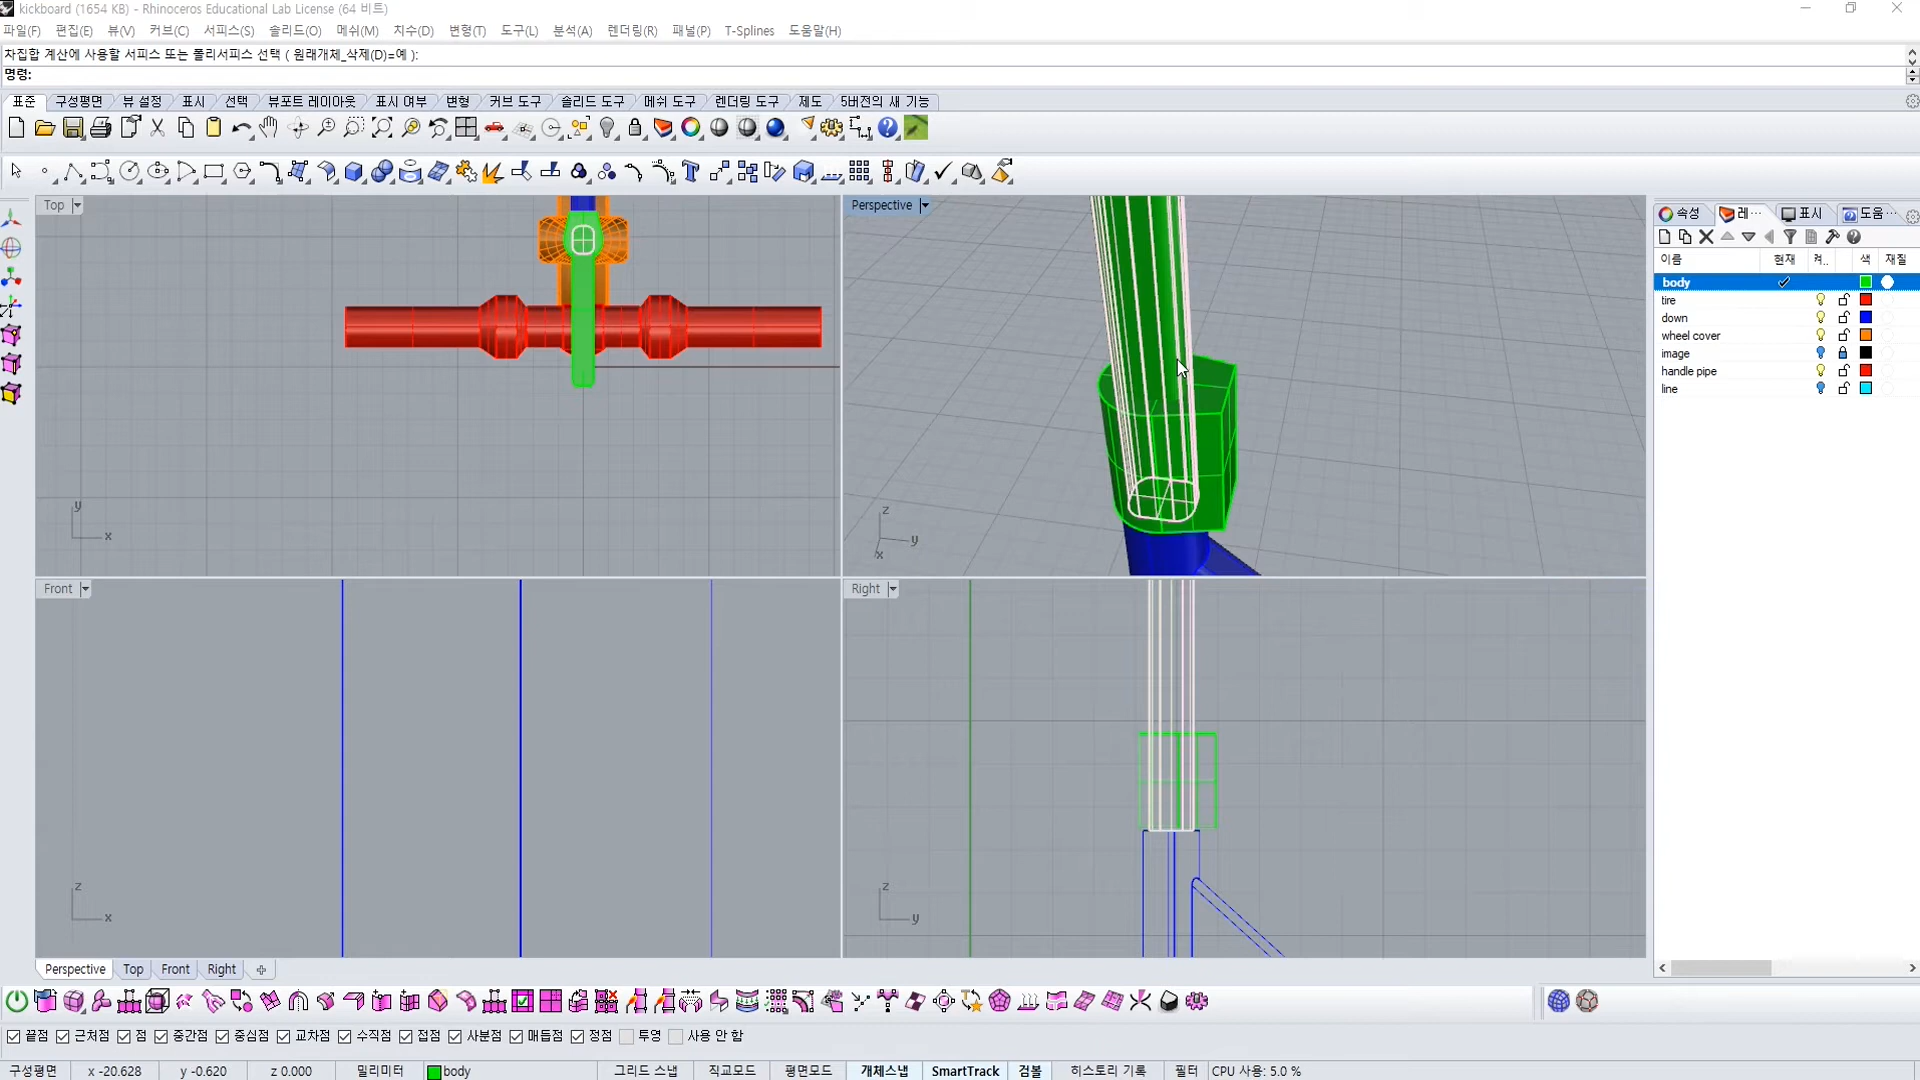 kickboard (1654 KB) - Rhinoceros Educational Lab License (64 비트)
파일(F) 편집(E) 뷰(V) 커브(C) 서피스(S) 솔리드(O) 메쉬(M) 치수(D) 변형(T) 도구(L) 분석(A) 렌더링(R) 패널(P) T-Splines 도움말(H)
차집합 계산에 사용할 서피스 또는 폴리서피스 선택 ( 원래개체_삭제(D)=예 ):
명령:
표준 구성평면 뷰 설정 표시 선택 뷰포트 레이아웃 표시 여부 변형 커브 도구 솔리드 도구 메쉬 도구 렌더링 도구 제도 5버전의 새 기능
Top
Perspective
속성 레··· 표시 도움···
이름 현재 켜.. 색 재질
body
tire
down
wheel cover
image
handle pipe
line
y
x
z
y
x
Front
Right
z
x
z
y
Perspective Top Front Right
끝점 근처점 점 중간점 중심점 교차점 수직점 접점 사분점 매듭점 정점 투영 사용 안 함
구성평면 x -20.628 y -0.620 z 0.000 밀리미터 body 그리드 스냅 직교모드 평면모드 개체스냅 SmartTrack 검볼 히스토리 기록 필터 CPU 사용: 5.0 %